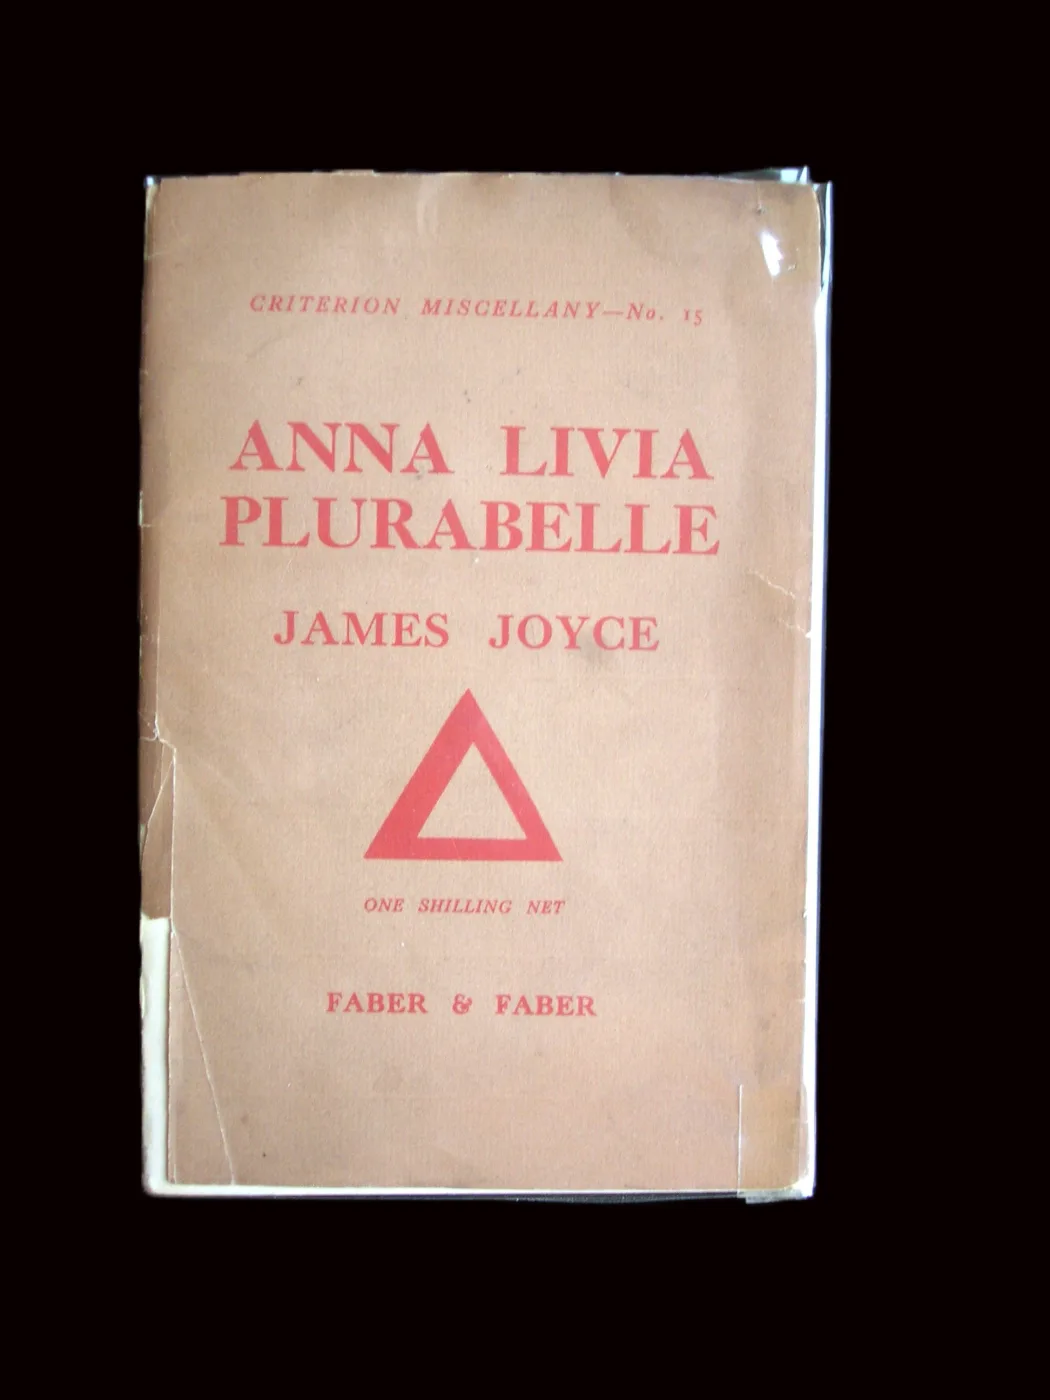 CRITERION MISCELLANY—No. 15
ANNA LIVIA
PLURABELLE
JAMES JOYCE
ONE SHILLING NET
FABER & FABER